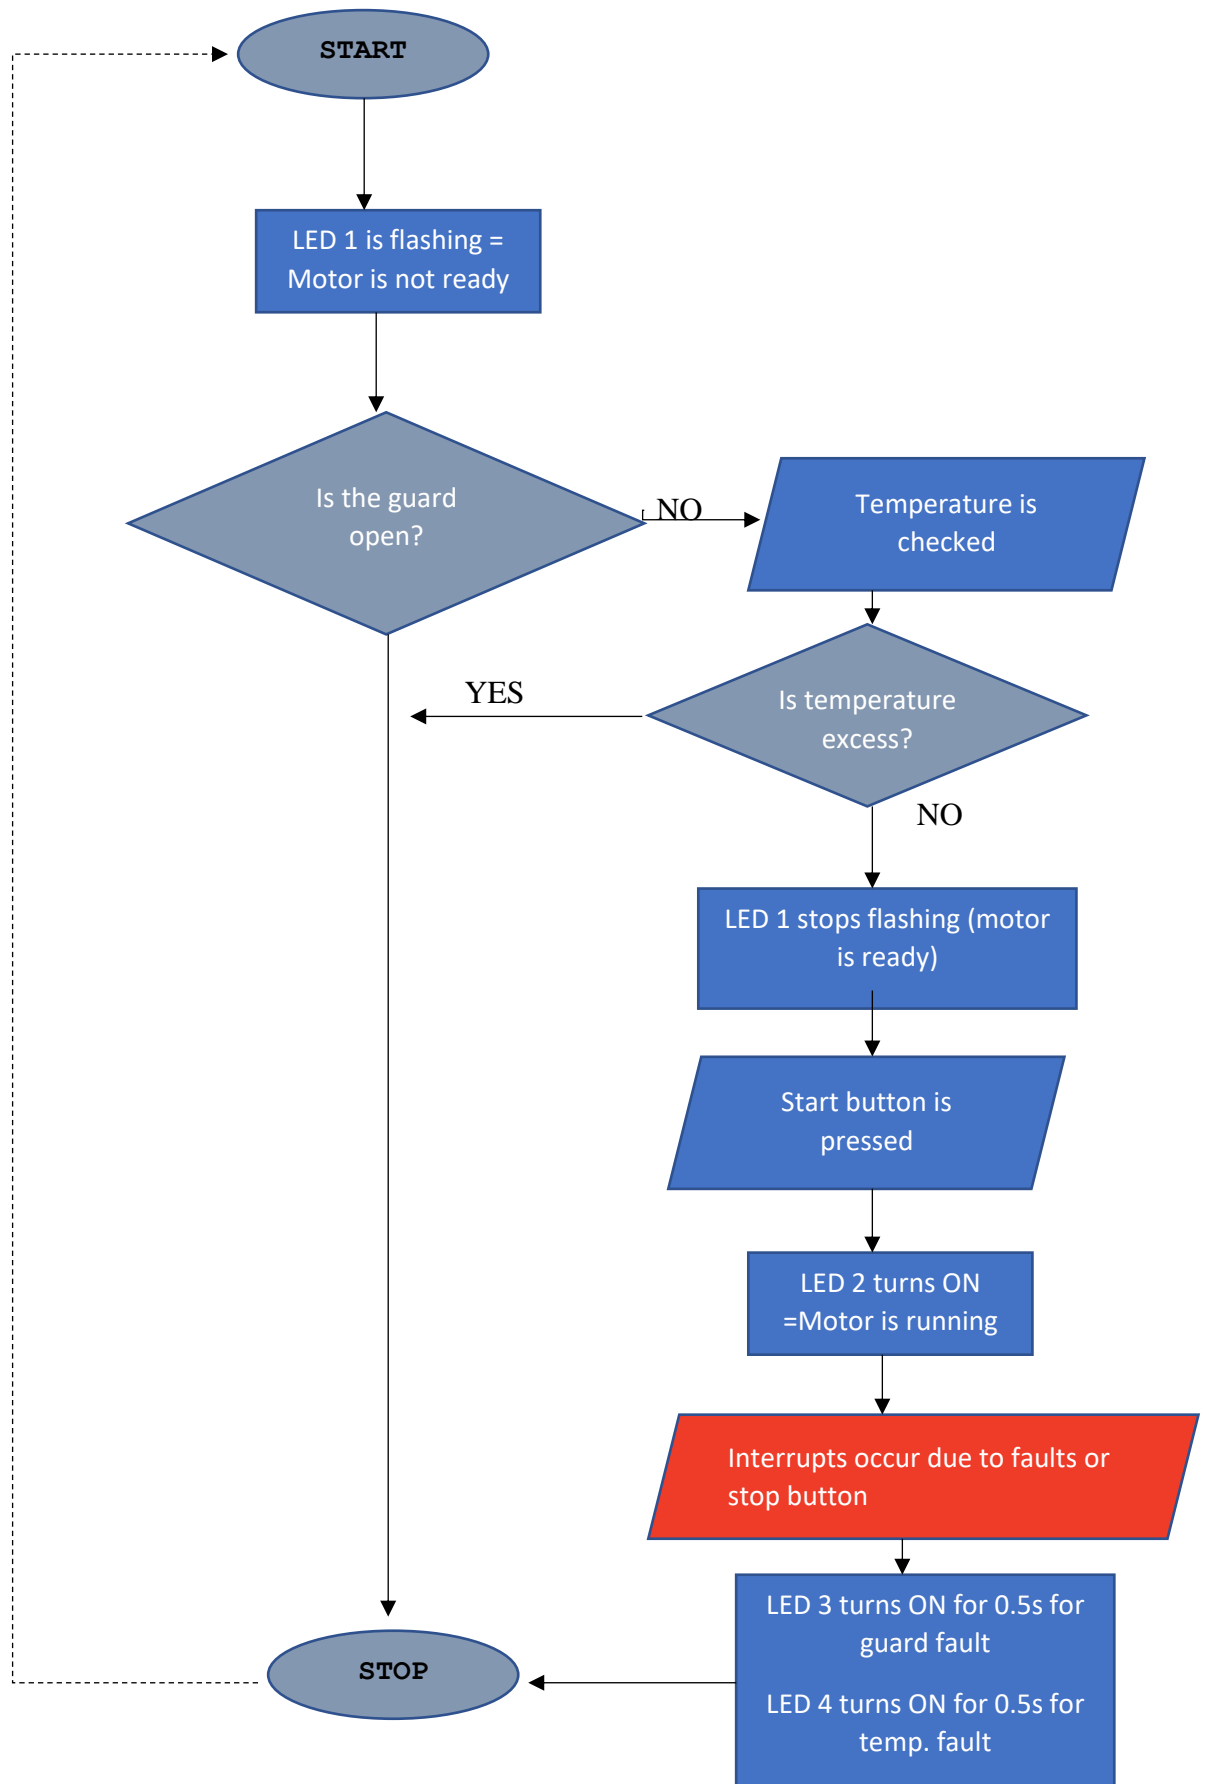 START
LED 1 is flashing =
Motor is not ready
Is the guard
open?
NO
Temperature is
checked
Is temperature
excess?
YES
NO
LED 1 stops flashing (motor
is ready)
Start button is
pressed
LED 2 turns ON
=Motor is running
Interrupts occur due to faults or
stop button
LED 3 turns ON for 0.5s for
guard fault
LED 4 turns ON for 0.5s for
temp. fault
STOP